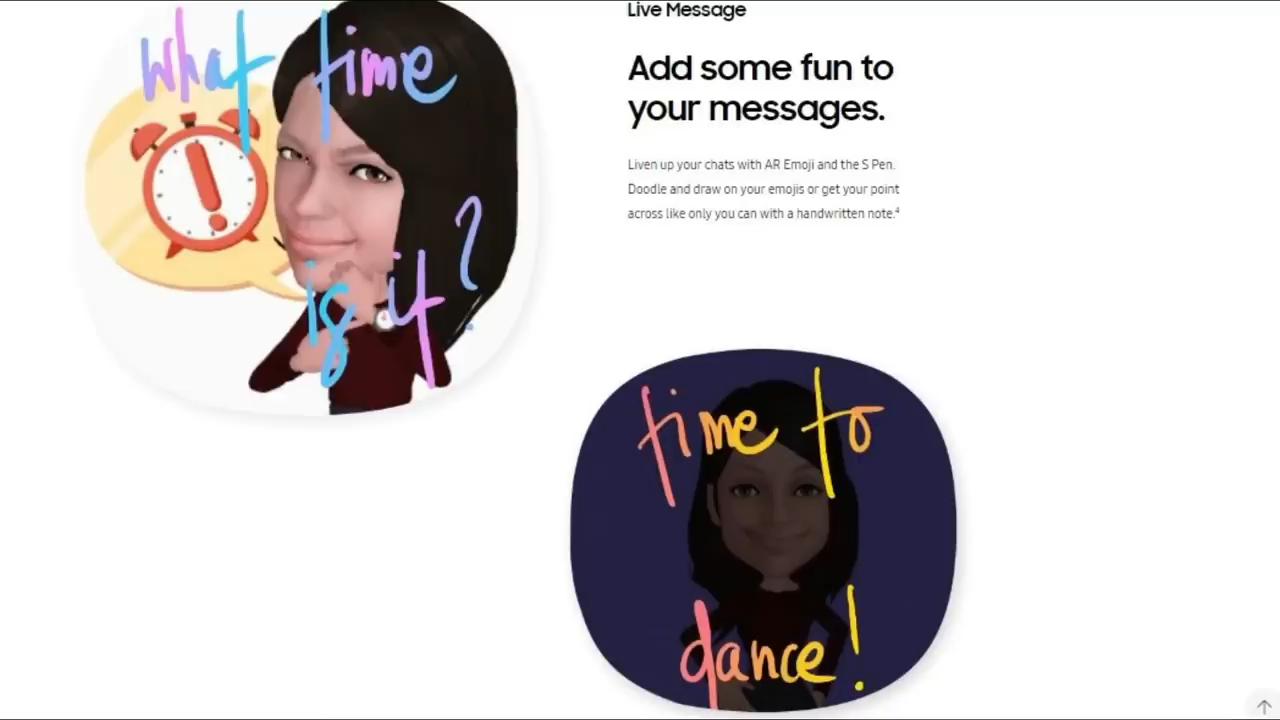 what time
is it?
Live Message
Add some fun to
your messages.
Liven up your chats with AR Emoji and the S Pen.
Doodle and draw on your emojis or get your point
across like only you can with a handwritten note.⁴
time to
dance!